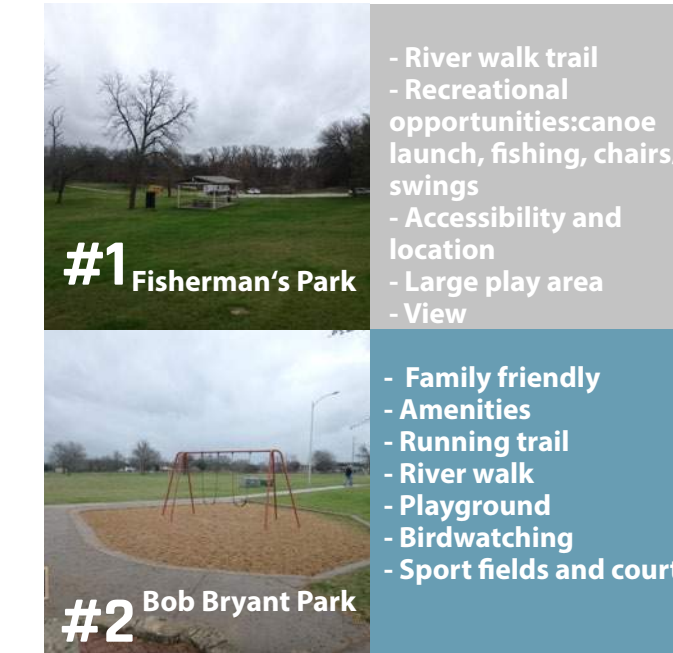 - River walk trail
- Recreational
opportunities:canoe
launch, fishing, chairs,
swings
- Accessibility and
location
- Large play area
- View
#1 Fisherman‘s Park
- Family friendly
- Amenities
- Running trail
- River walk
- Playground
- Birdwatching
- Sport fields and court
#2 Bob Bryant Park